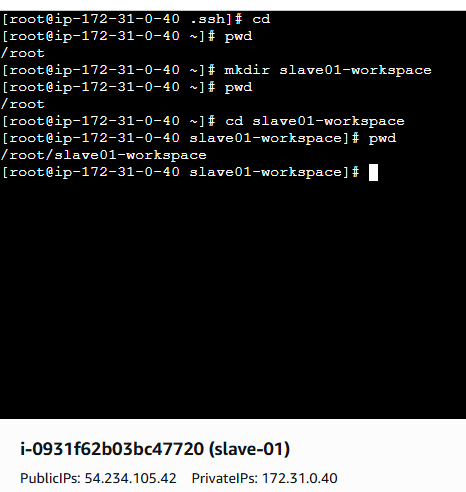 [root@ip-172-31-0-40 .ssh]# cd
[root@ip-172-31-0-40 ~]# pwd
/root
[root@ip-172-31-0-40 ~]# mkdir slave01-workspace
[root@ip-172-31-0-40 ~]# pwd
/root
[root@ip-172-31-0-40 ~]# cd slave01-workspace
[root@ip-172-31-0-40 slave01-workspace]# pwd
/root/slave01-workspace
[root@ip-172-31-0-40 slave01-workspace]#
i-0931f62b03bc47720 (slave-01)
PublicIPs: 54.234.105.42 PrivateIPs: 172.31.0.40